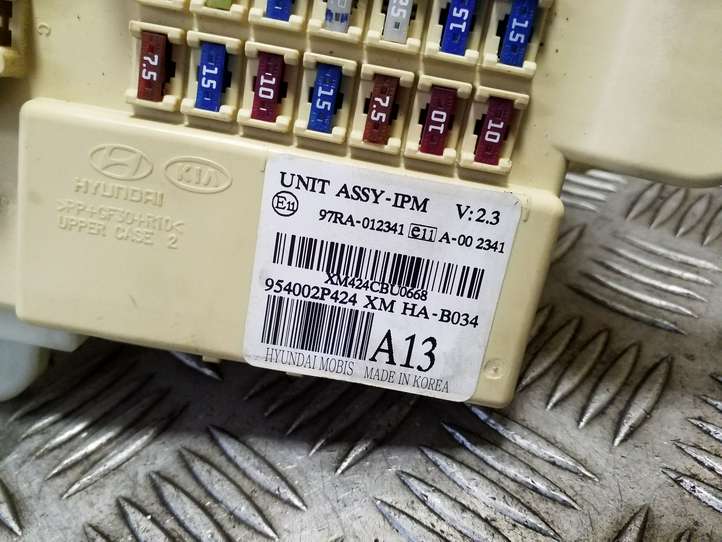 15
15
7.5
15
10
15
7.5
10
10
HYUNDAI
KIA
>PP+GF30+R10<
UPPER CASE 2
UNIT ASSY-IPM V:2.3
E11 97RA-012341 e11 A-00 2341
XM424CBU0668
954002P424 XM HA-B034
A13
HYUNDAI MOBIS MADE IN KOREA